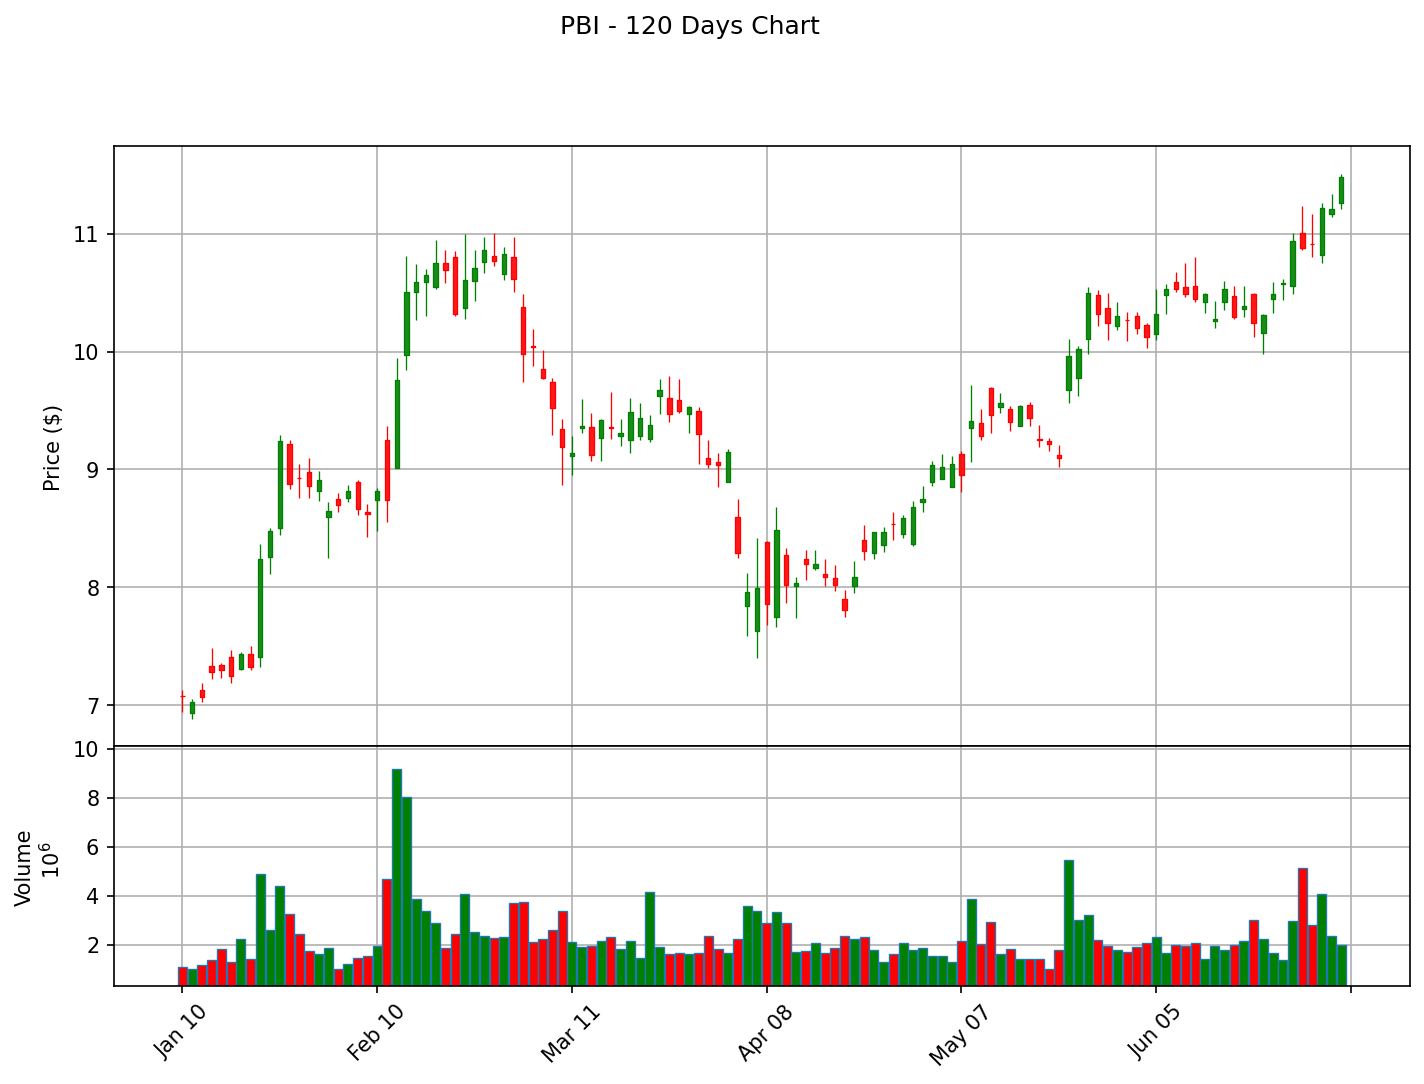 PBI - 120 Days Chart
Price ($)
11
10
9
8
7
Volume
10⁶
10
8
6
4
2
Jan 10
Feb 10
Mar 11
Apr 08
May 07
Jun 05